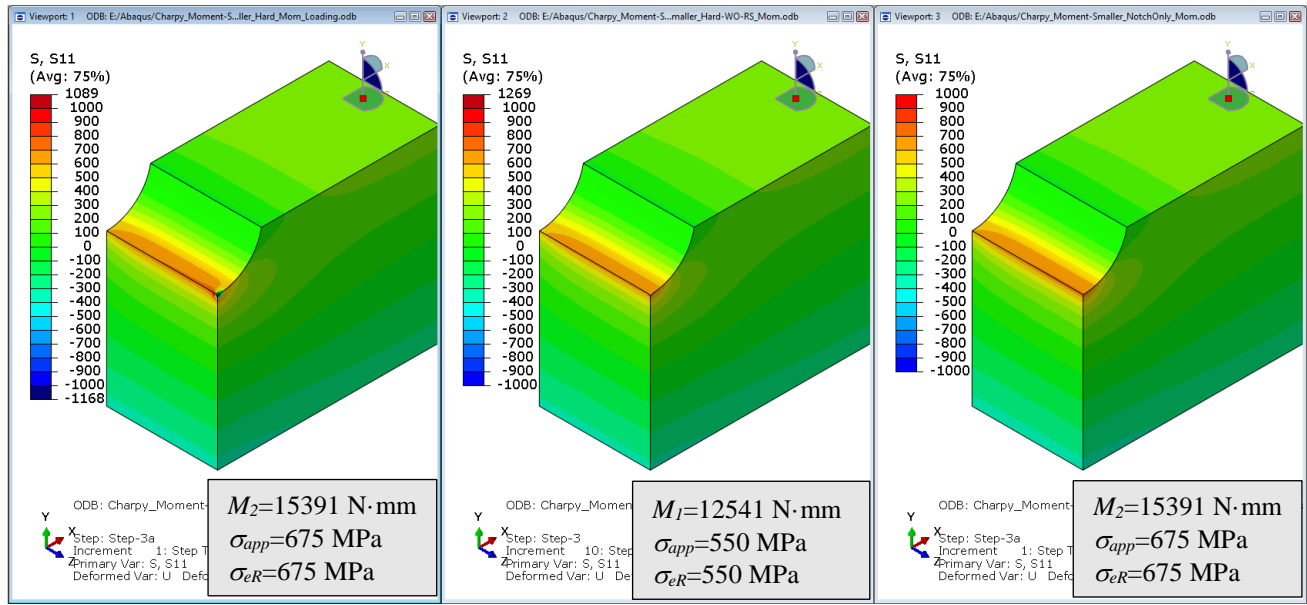 Viewport: 1 ODB: E:/Abaqus/Charpy_Moment-S...ller_Hard_Mom_Loading.odb
S, S11
(Avg: 75%)
1089
1000
900
800
700
600
500
400
300
200
100
0
-100
-200
-300
-400
-500
-600
-700
-800
-900
-1000
-1168
Y
X
Z
ODB: Charpy_Moment-
Y
X
Z
Step: Step-3a
Increment 1: Step T
Primary Var: S, S11
Deformed Var: U Defo
M2=15391 N·mm
σapp=675 MPa
σeR=675 MPa
Viewport: 2 ODB: E:/Abaqus/Charpy_Moment-S...maller_Hard-WO-RS_Mom.odb
S, S11
(Avg: 75%)
1269
1000
900
800
700
600
500
400
300
200
100
0
-100
-200
-300
-400
-500
-600
-700
-800
-900
-1000
Y
X
Z
ODB: Charpy_Moment
Y
X
Z
Step: Step-3
Increment 10: Step
Primary Var: S, S11
Deformed Var: U De
M1=12541 N·mm
σapp=550 MPa
σeR=550 MPa
Viewport: 3 ODB: E:/Abaqus/Charpy_Moment-Smaller_NotchOnly_Mom.odb
S, S11
(Avg: 75%)
1000
900
800
700
600
500
400
300
200
100
0
-100
-200
-300
-400
-500
-600
-700
-800
-900
-1000
Y
X
Z
ODB: Charpy_Moment
Y
X
Z
Step: Step-3a
Increment 1: Ste
Primary Var: S, S11
Deformed Var: U De
M2=15391 N·mm
σapp=675 MPa
σeR=675 MPa